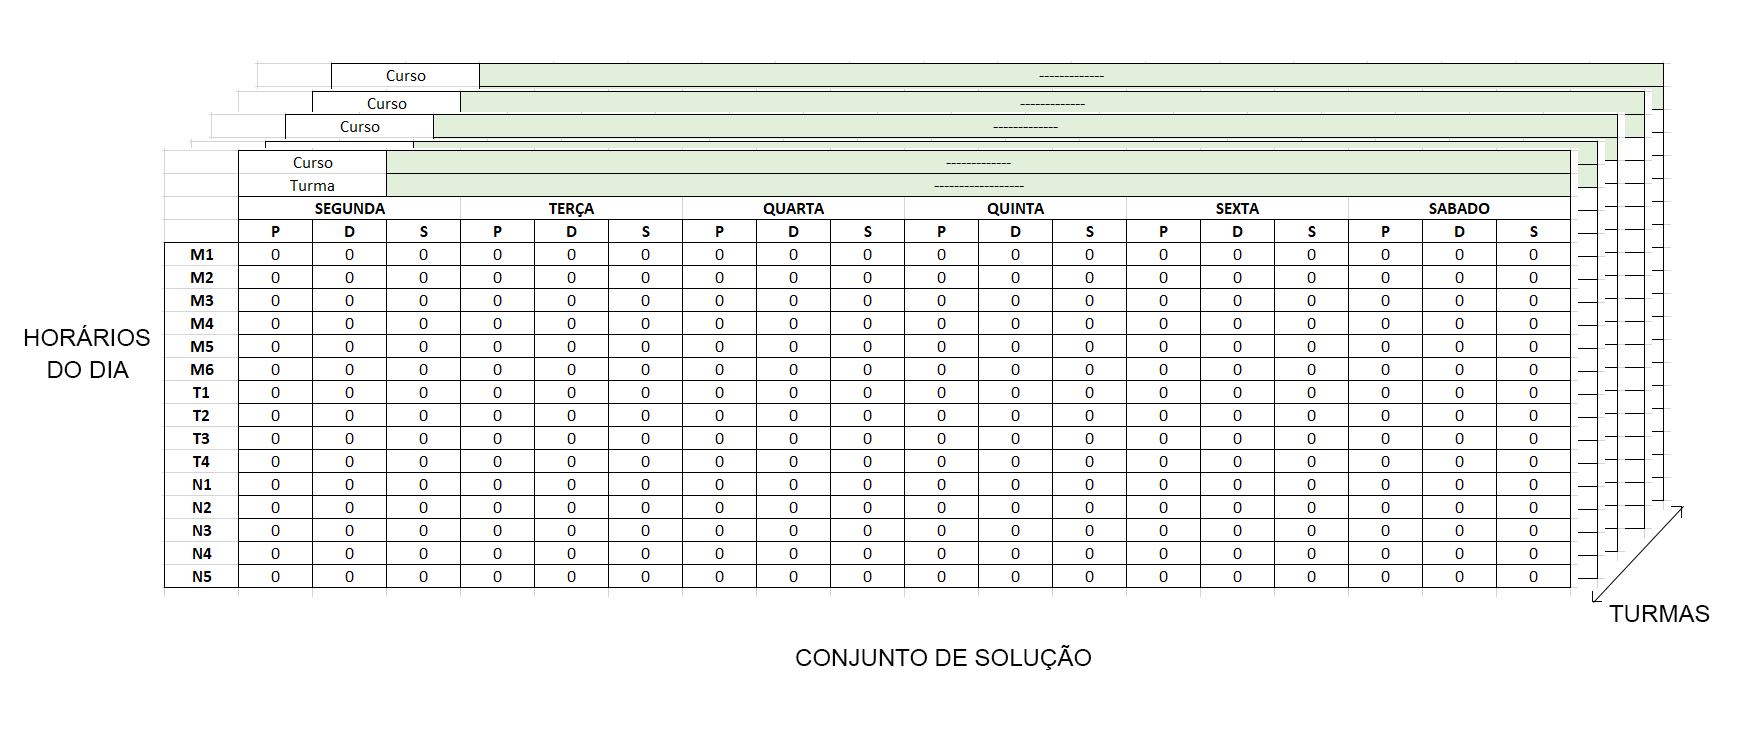 Curso -------------
Curso -------------
Curso -------------
Curso -------------
Turma ------------------
SEGUNDA TERÇA QUARTA QUINTA SEXTA SABADO
P D S P D S P D S P D S P D S P D S
M1 0 0 0 0 0 0 0 0 0 0 0 0 0 0 0 0 0 0
M2 0 0 0 0 0 0 0 0 0 0 0 0 0 0 0 0 0 0
M3 0 0 0 0 0 0 0 0 0 0 0 0 0 0 0 0 0 0
M4 0 0 0 0 0 0 0 0 0 0 0 0 0 0 0 0 0 0
M5 0 0 0 0 0 0 0 0 0 0 0 0 0 0 0 0 0 0
M6 0 0 0 0 0 0 0 0 0 0 0 0 0 0 0 0 0 0
T1 0 0 0 0 0 0 0 0 0 0 0 0 0 0 0 0 0 0
T2 0 0 0 0 0 0 0 0 0 0 0 0 0 0 0 0 0 0
T3 0 0 0 0 0 0 0 0 0 0 0 0 0 0 0 0 0 0
T4 0 0 0 0 0 0 0 0 0 0 0 0 0 0 0 0 0 0
N1 0 0 0 0 0 0 0 0 0 0 0 0 0 0 0 0 0 0
N2 0 0 0 0 0 0 0 0 0 0 0 0 0 0 0 0 0 0
N3 0 0 0 0 0 0 0 0 0 0 0 0 0 0 0 0 0 0
N4 0 0 0 0 0 0 0 0 0 0 0 0 0 0 0 0 0 0
N5 0 0 0 0 0 0 0 0 0 0 0 0 0 0 0 0 0 0
HORÁRIOS
DO DIA
TURMAS
CONJUNTO DE SOLUÇÃO